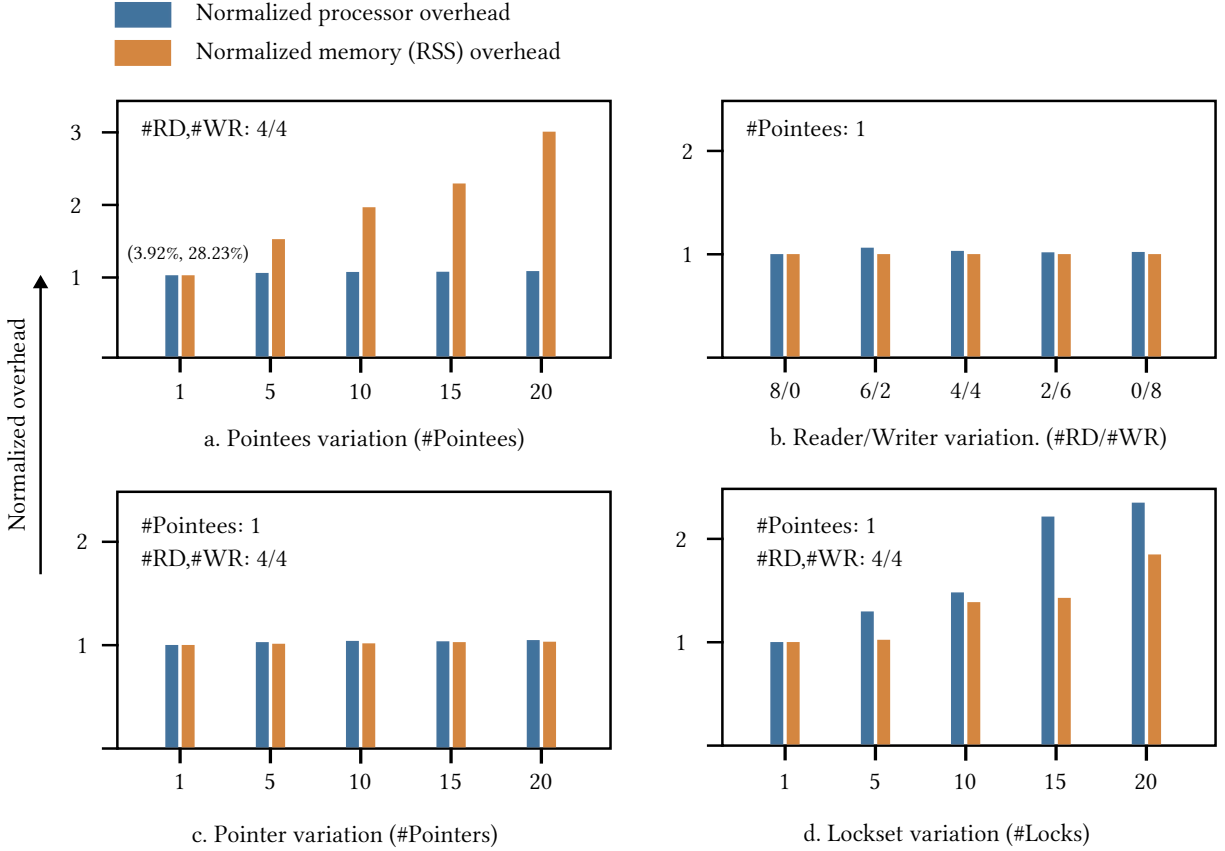 Normalized processor overhead
Normalized memory (RSS) overhead
Normalized overhead
#RD,#WR: 4/4
3
2
1
(3.92%, 28.23%)
1 5 10 15 20
a. Pointees variation (#Pointees)
#Pointees: 1
2
1
8/0 6/2 4/4 2/6 0/8
b. Reader/Writer variation. (#RD/#WR)
#Pointees: 1
#RD,#WR: 4/4
2
1
1 5 10 15 20
c. Pointer variation (#Pointers)
#Pointees: 1
#RD,#WR: 4/4
2
1
1 5 10 15 20
d. Lockset variation (#Locks)